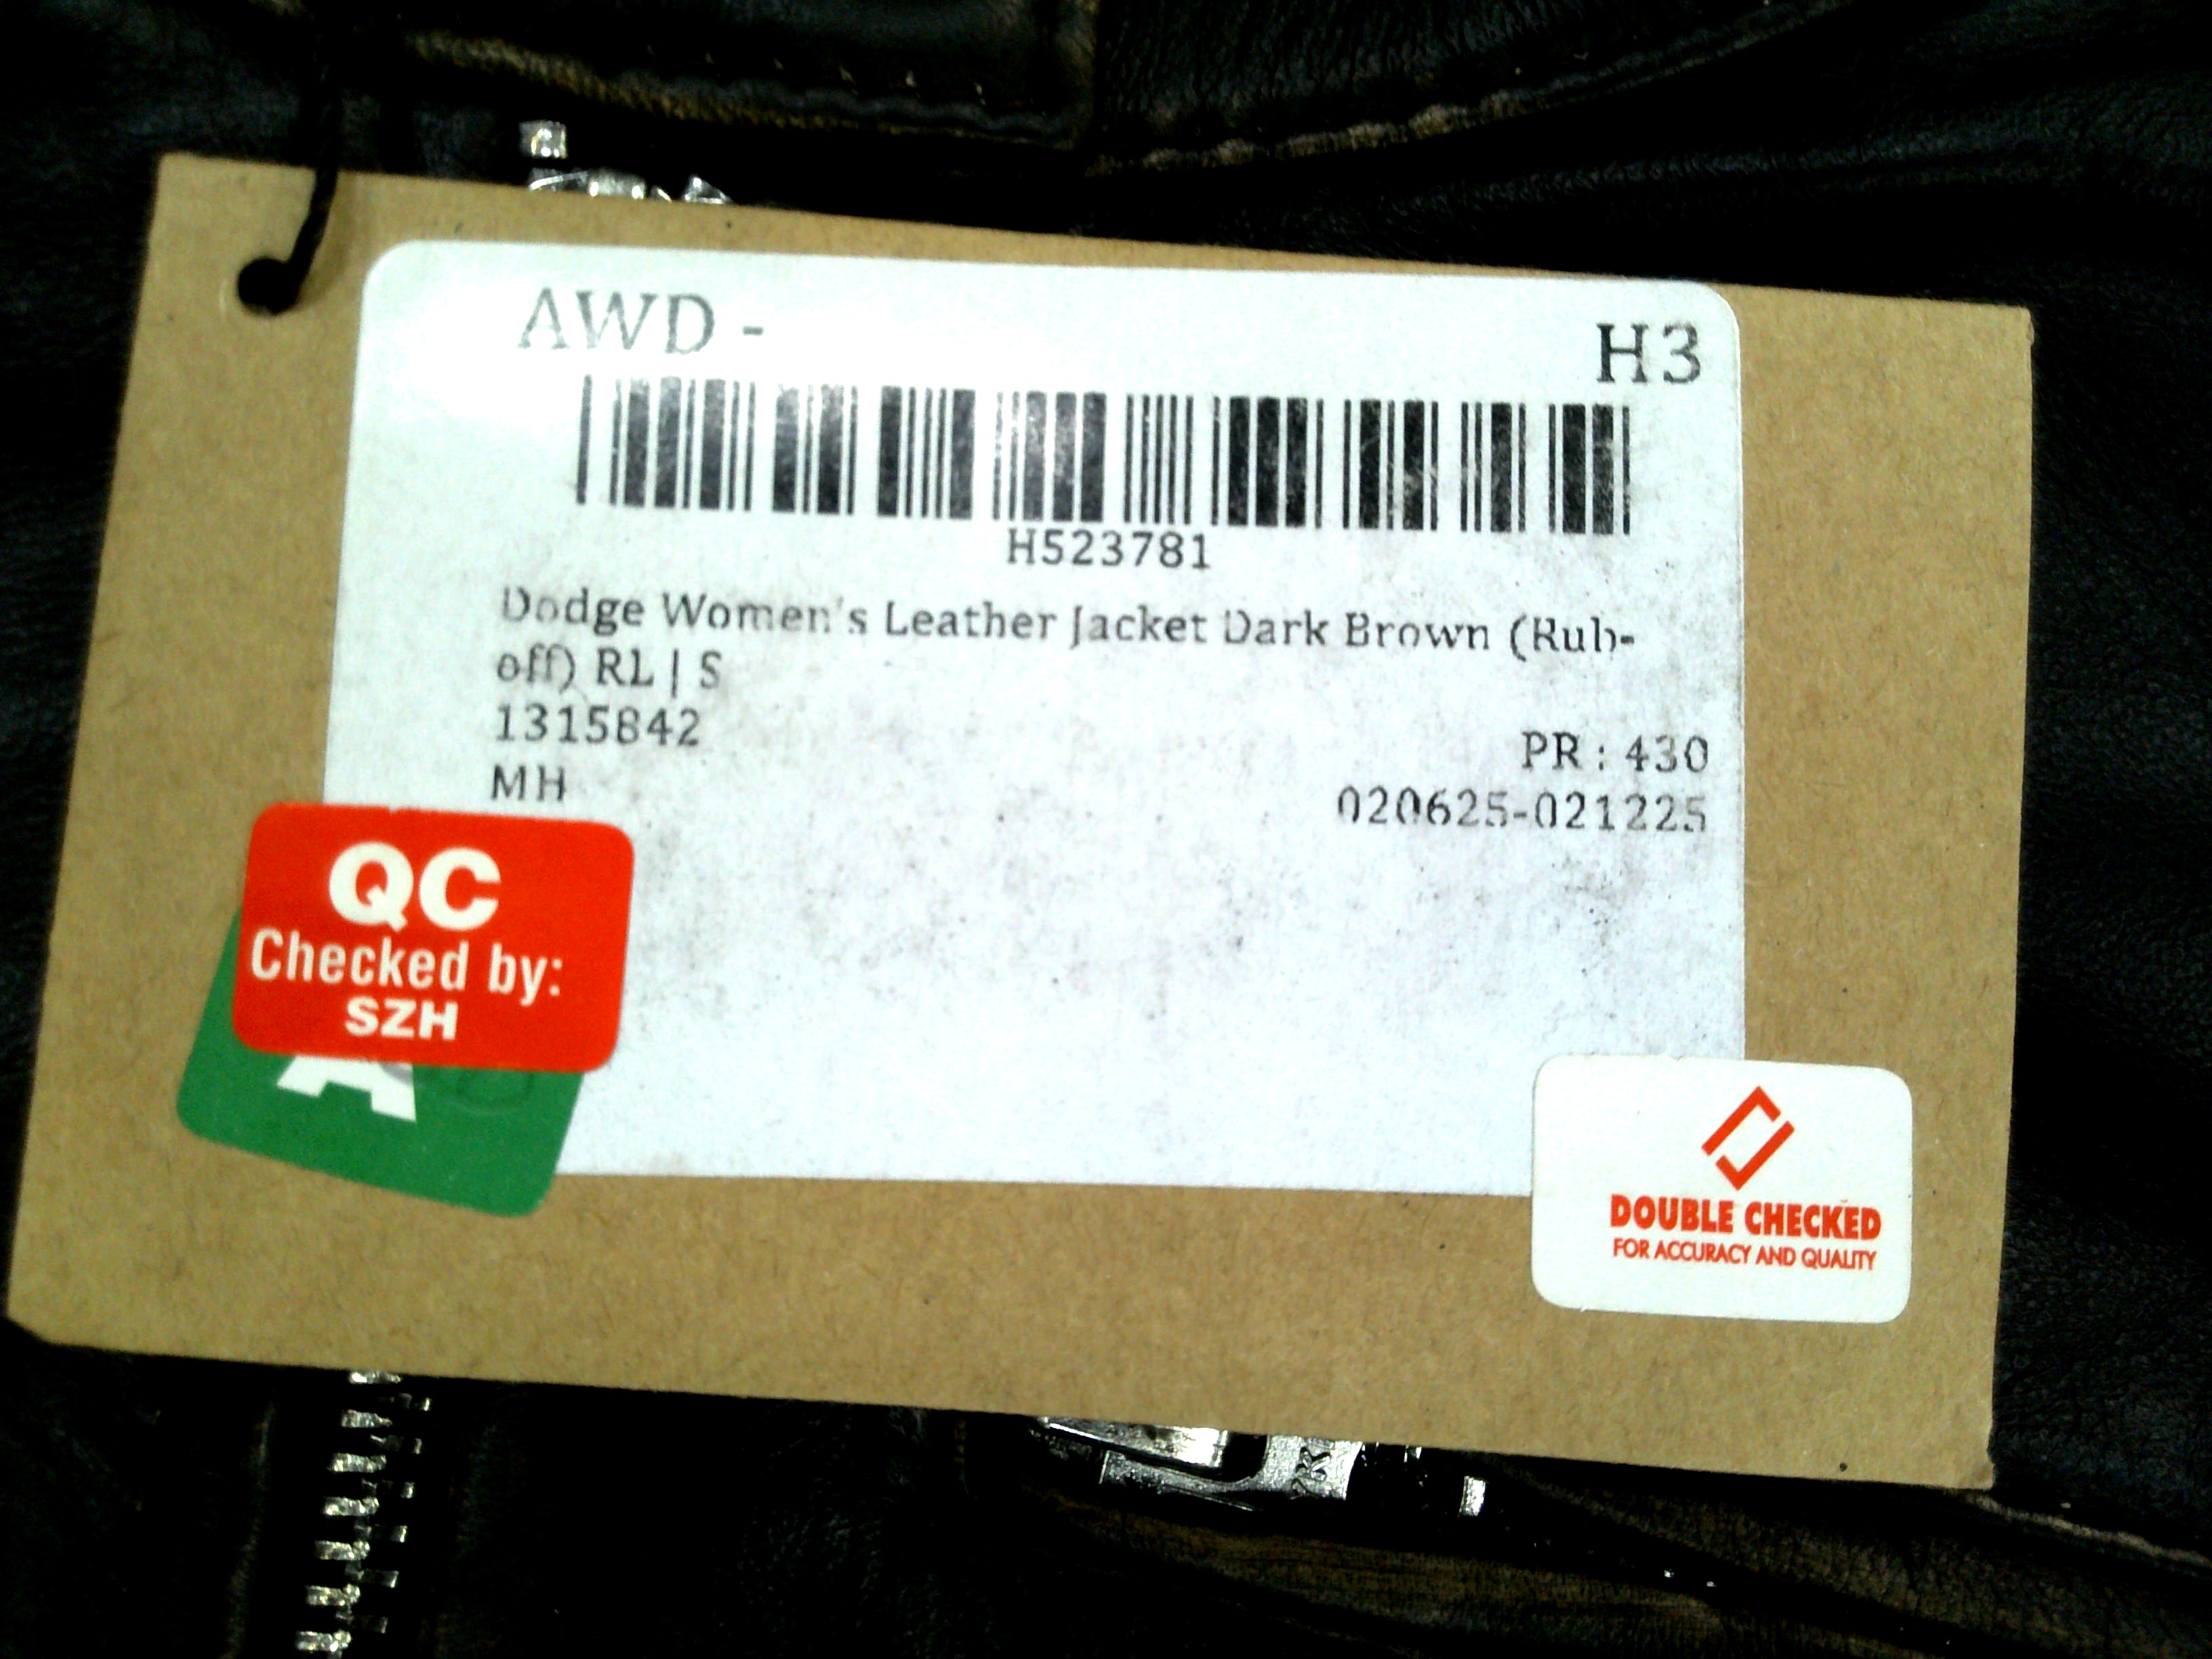 AWD - H3
H523781
Dodge Women's Leather Jacket Dark Brown (Rub-
off) RL | S
1315842 PR : 430
MH 020625-021225
QC
Checked by:
SZH
A
DOUBLE CHECKED
FOR ACCURACY AND QUALITY